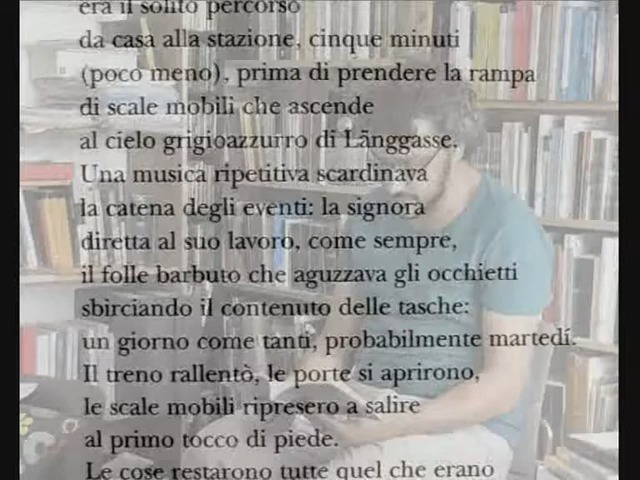 era il solito percorso
da casa alla stazione, cinque minuti
(poco meno), prima di prendere la rampa
di scale mobili che ascende
al cielo grigioazzurro di Länggasse.
Una musica ripetitiva scardinava
la catena degli eventi: la signora
diretta al suo lavoro, come sempre,
il folle barbuto che aguzzava gli occhietti
sbirciando il contenuto delle tasche:
un giorno come tanti, probabilmente martedí.
Il treno rallentò, le porte si aprirono,
le scale mobili ripresero a salire
al primo tocco di piede.
Le cose restarono tutte quel che erano